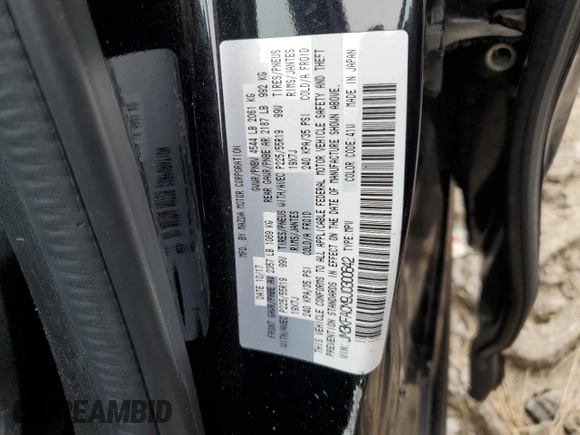 MFD. BY MAZDA MOTOR CORPORATION
DATE: 10/17
GVWR/PNBV 4544 LB 2061 KG
FRONT GAWR/PNBE AV 2357 LB 1069 KG
REAR GAWR/PNBE AR 2187 LB 992 KG
WITH/AVEC P225/55R19 99V TIRES/PNEUS
WITH/AVEC P225/55R19 99V TIRES/PNEUS
19X7J RIMS/JANTES
19X7J RIMS/JANTES
240 KPA/35 PSI COLD/A FROID
240 KPA/35 PSI COLD/A FROID
THIS VEHICLE CONFORMS TO ALL APPLICABLE FEDERAL MOTOR VEHICLE SAFETY AND THEFT
PREVENTION STANDARDS IN EFFECT ON THE DATE OF MANUFACTURE SHOWN ABOVE.
VIN: JM3KFACM9J0300642
TYPE:MPV
COLOR CODE:41W
MADE IN JAPAN